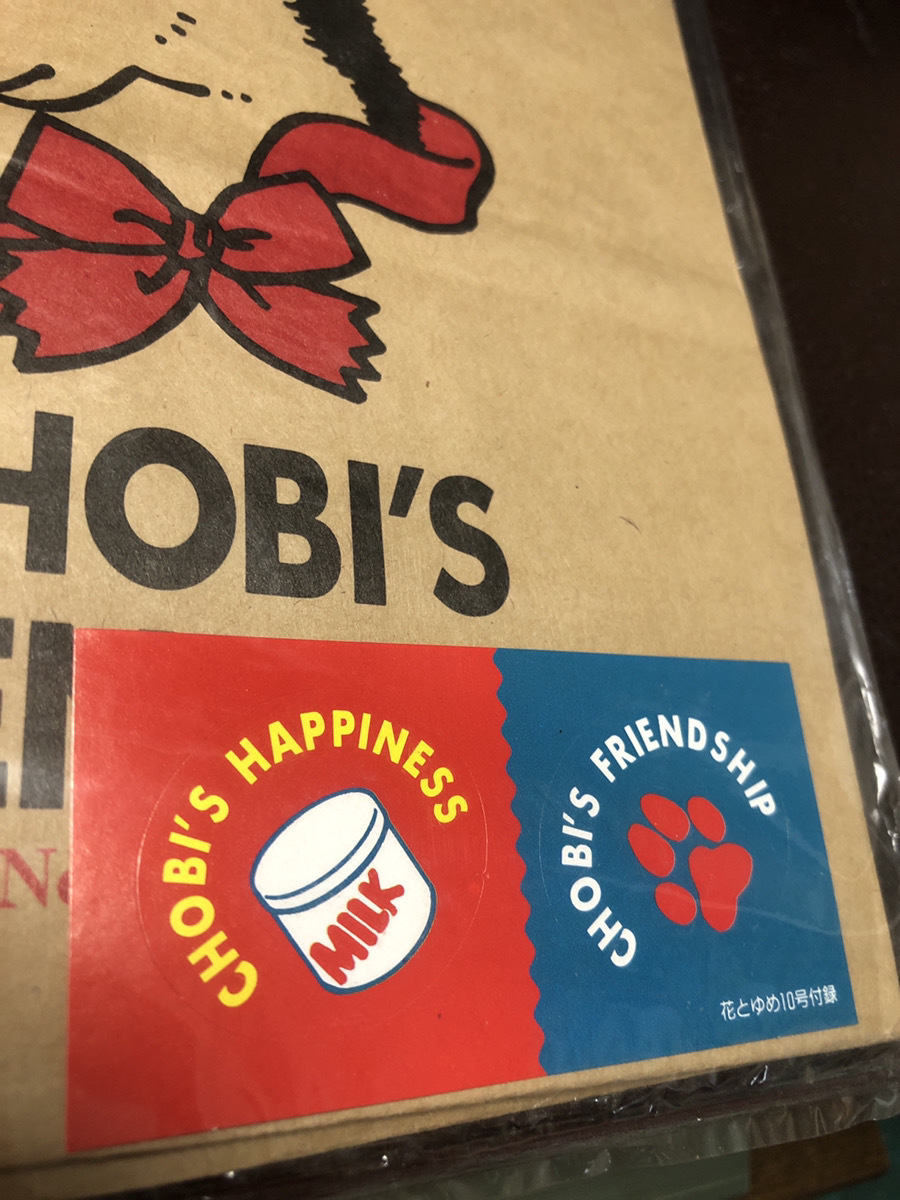 HOBI'S
CHOBI'S HAPPINESS
MILK
CHOBI'S FRIENDSHIP
花とゆめ10号付録